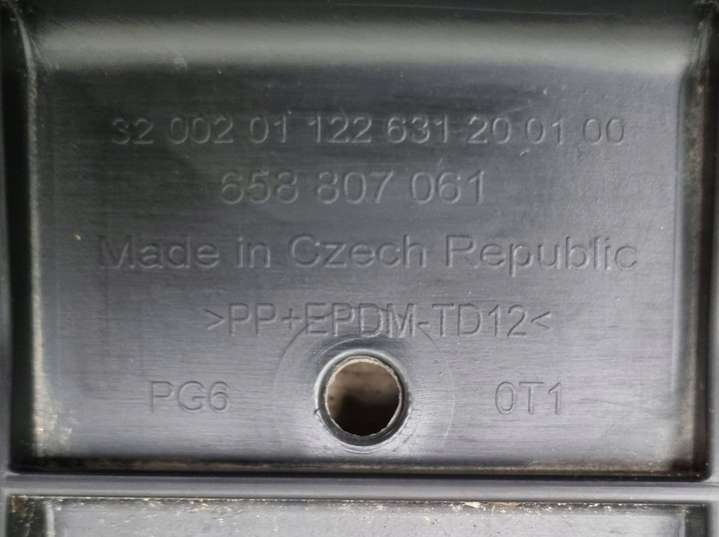 32 002 01 122 631 20 01 00
658 807 061
Made in Czech Republic
>PP+EPDM-TD12<
PG6 0T1